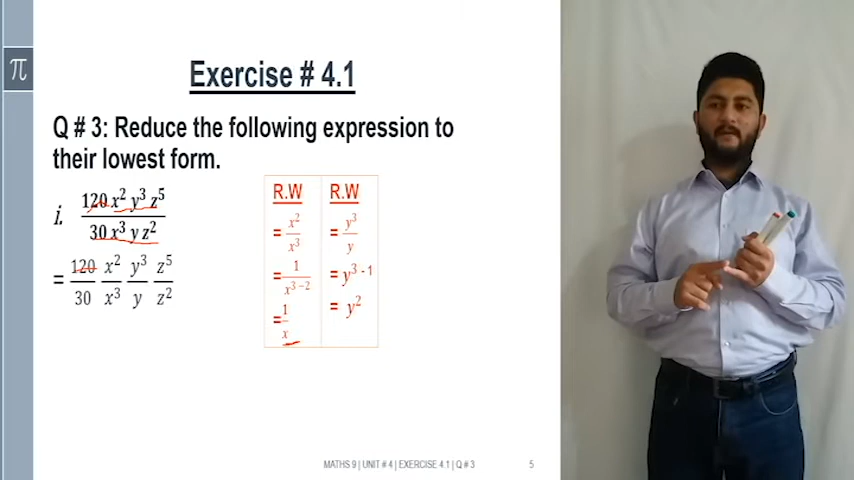 π
Exercise # 4.1
Q # 3: Reduce the following expression to
their lowest form.
i. 120 x² y³ z⁵ / 30 x³ y z²
= 120/30 x²/x³ y³/y z⁵/z²
R.W
= x²/x³
= 1/x³⁻²
= 1/x
R.W
= y³/y
= y³⁻¹
= y²
MATHS 9 | UNIT # 4 | EXERCISE 4.1 | Q # 3
5